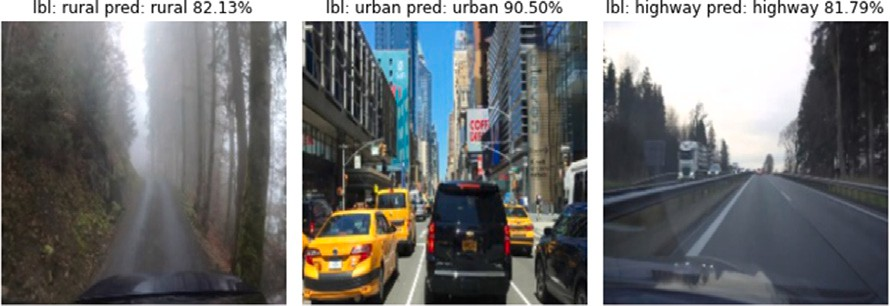 lbl: rural pred: rural 82.13%
lbl: urban pred: urban 90.50%
lbl: highway pred: highway 81.79%
COFF